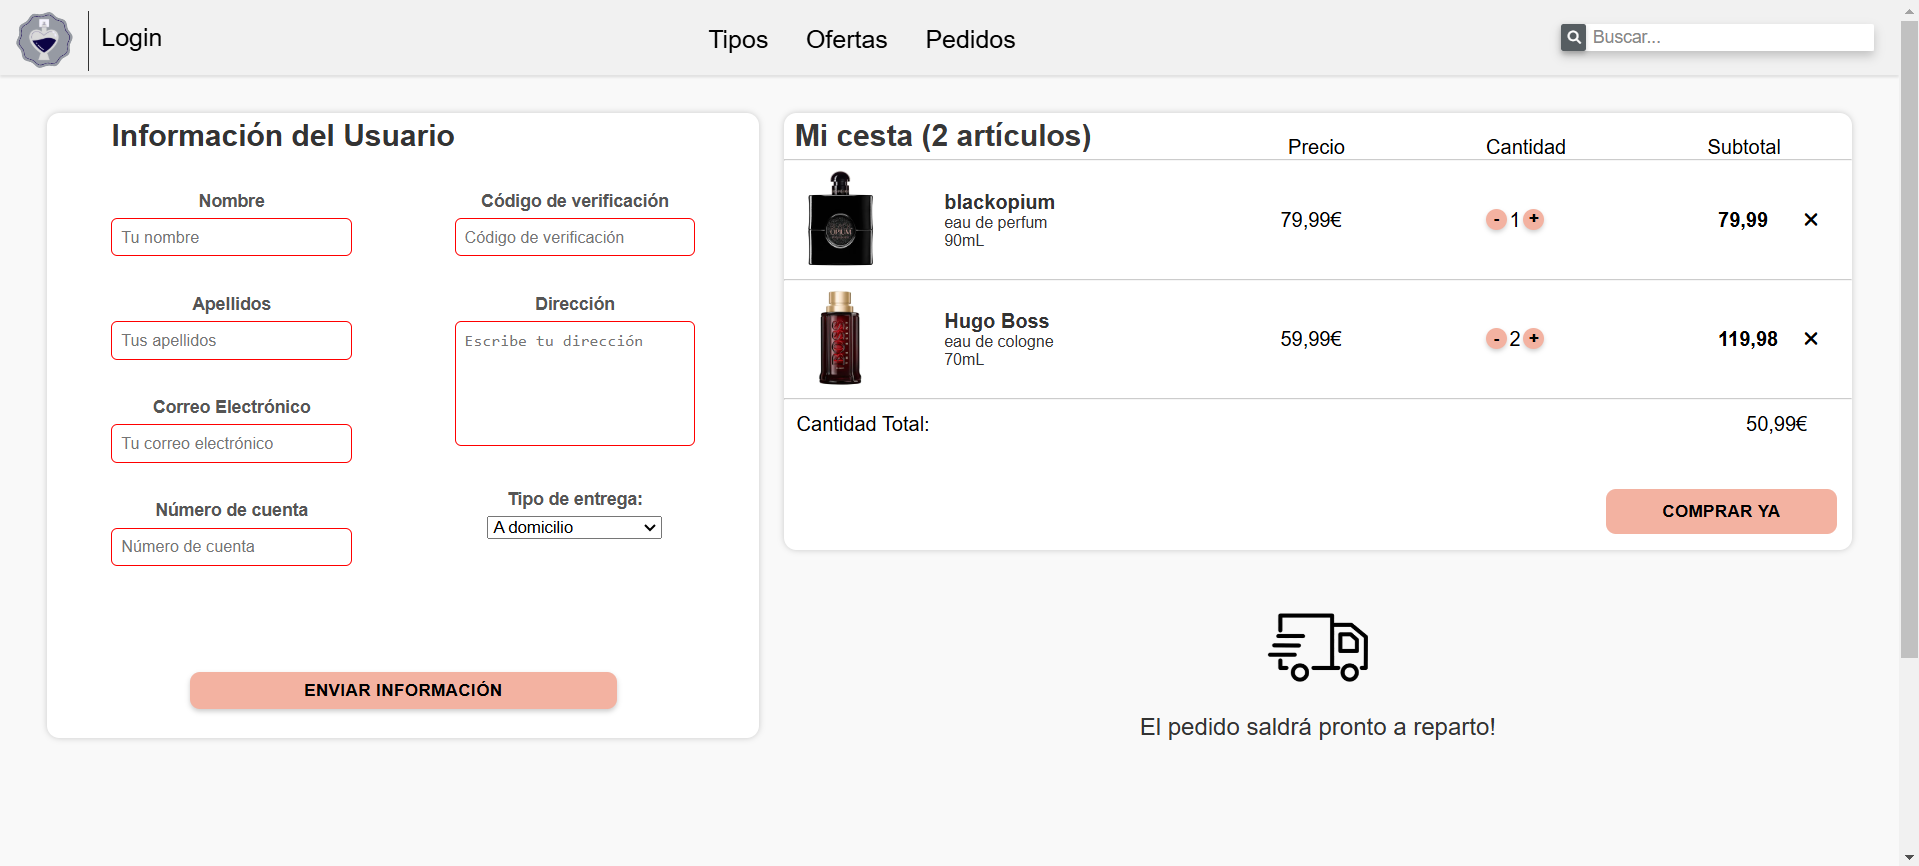 Login
Tipos
Ofertas
Pedidos
Buscar...
Información del Usuario
Nombre
Tu nombre
Apellidos
Tus apellidos
Correo Electrónico
Tu correo electrónico
Número de cuenta
Número de cuenta
Código de verificación
Código de verificación
Dirección
Escribe tu dirección
Tipo de entrega:
A domicilio
ENVIAR INFORMACIÓN
Mi cesta (2 artículos)
Precio
Cantidad
Subtotal
OPIUM
blackopium
eau de perfum
90mL
79,99€
- 1 +
79,99
×
BOSS
Hugo Boss
eau de cologne
70mL
59,99€
- 2 +
119,98
×
Cantidad Total:
50,99€
COMPRAR YA
El pedido saldrá pronto a reparto!